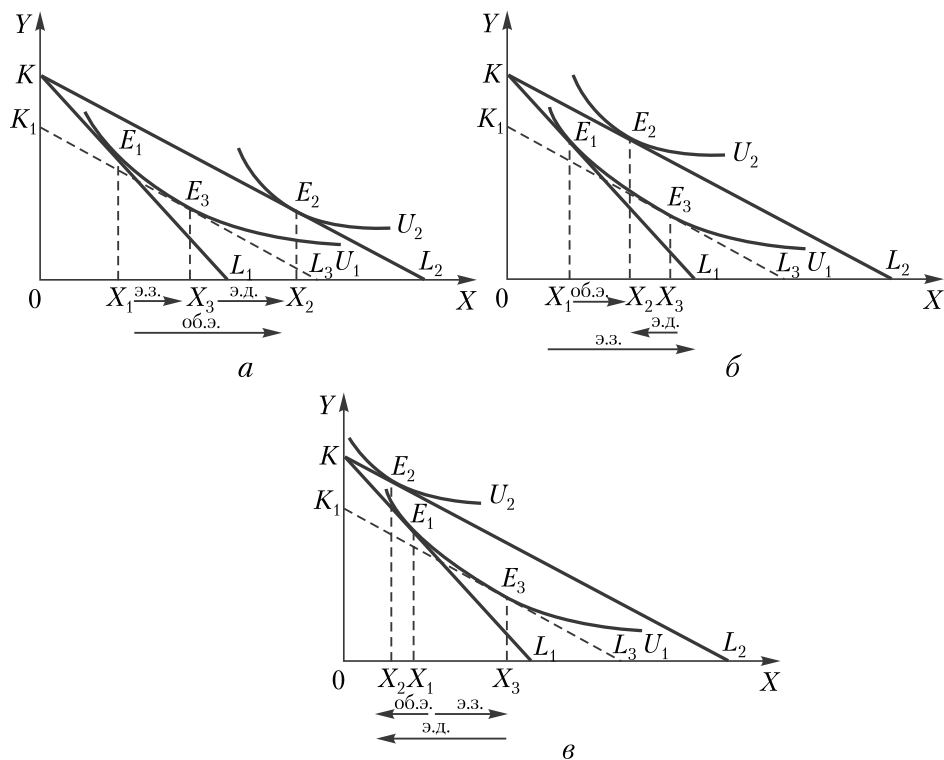 Y
K
K₁
E₁
E₃
E₂
U₂
L₁
L₃ U₁
L₂
0
X₁ э.з. X₃ э.д. X₂
X
об.э.
а
Y
K
K₁
E₁
E₂
U₂
E₃
L₁
L₃ U₁
L₂
0
X₁ об.э. X₂ X₃
X
э.д.
э.з.
б
Y
K
E₂
U₂
K₁
E₁
E₃
L₁
L₃ U₁
L₂
0
X₂ X₁
X₃
X
об.э. э.з.
э.д.
в